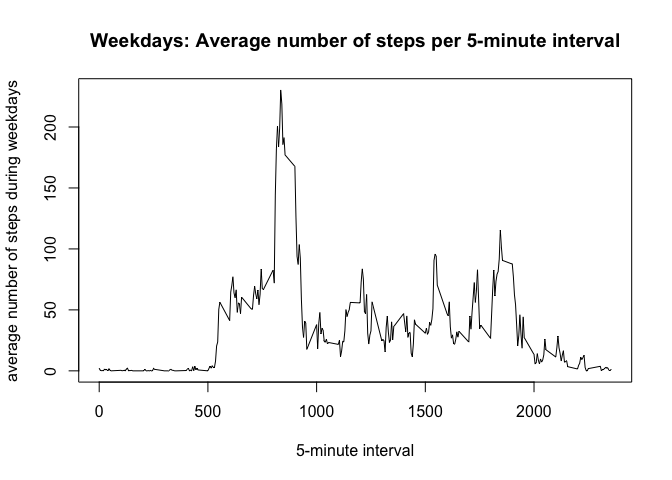 Weekdays: Average number of steps per 5-minute interval
average number of steps during weekdays
200
150
100
50
0
0 500 1000 1500 2000
5-minute interval